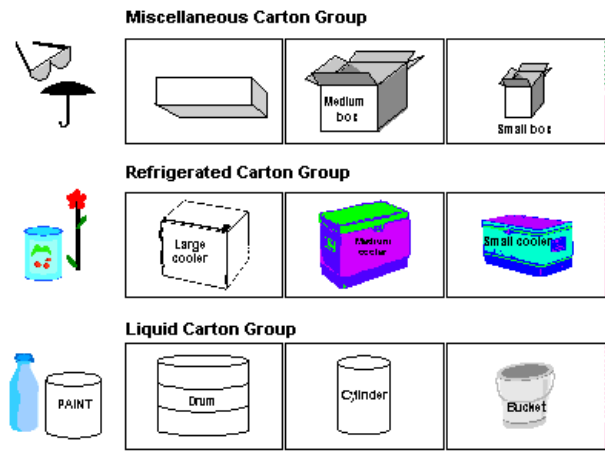 Miscellaneous Carton Group
Medium
box
Small box
Refrigerated Carton Group
Large
cooler
Medium
cooler
Small cooler
Liquid Carton Group
PAINT
Drum
Cylinder
Bucket